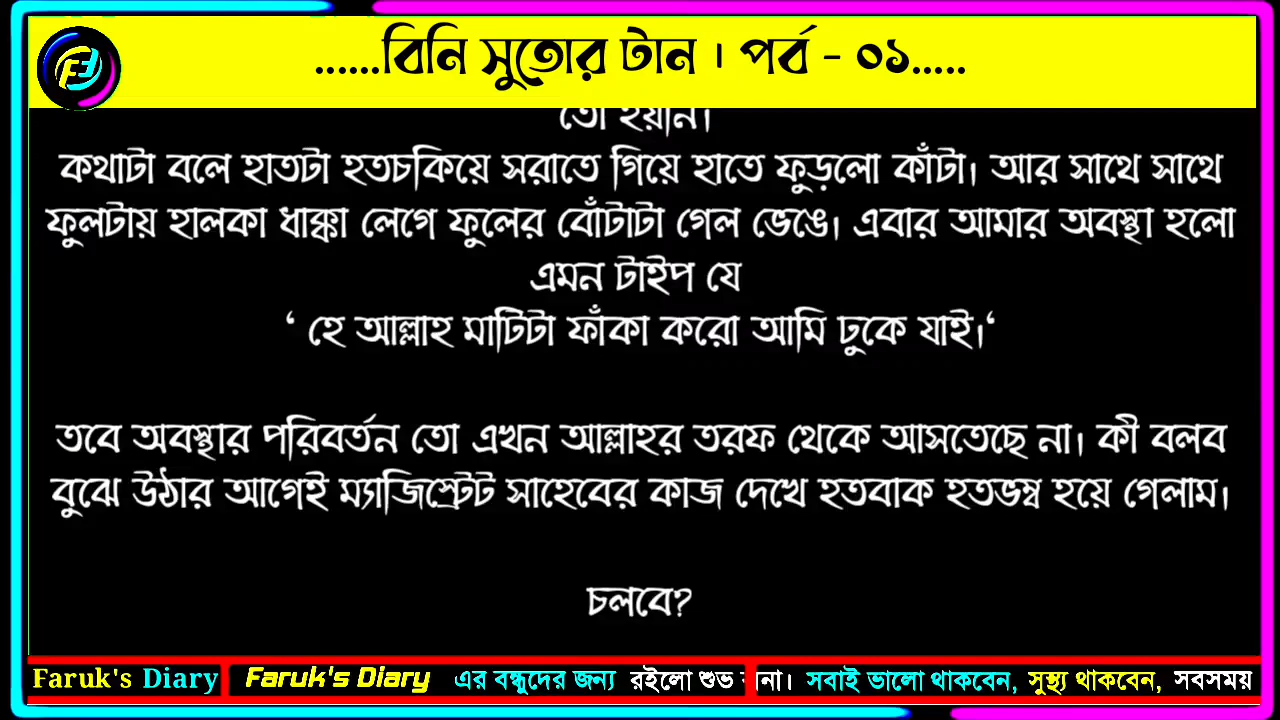 ......বিনি সুতোর টান । পর্ব - ০১.....
তো হয়নি।
কথাটা বলে হাতটা হতচকিয়ে সরাতে গিয়ে হাতে ফুড়লো কাঁটা। আর সাথে সাথে
ফুলটায় হালকা ধাক্কা লেগে ফুলের বোঁটাটা গেল ভেঙে। এবার আমার অবস্থা হলো
এমন টাইপ যে
‘ হে আল্লাহ মাটিটা ফাঁকা করো আমি ঢুকে যাই।‘
তবে অবস্থার পরিবর্তন তো এখন আল্লাহর তরফ থেকে আসতেছে না। কী বলব
বুঝে উঠার আগেই ম্যাজিস্ট্রেট সাহেবের কাজ দেখে হতবাক হতভম্ব হয়ে গেলাম।
চলবে?
Faruk's Diary Faruk's Diary এর বন্ধুদের জন্য রইলো শুভ না। সবাই ভালো থাকবেন, সুস্থ্য থাকবেন, সবসময়